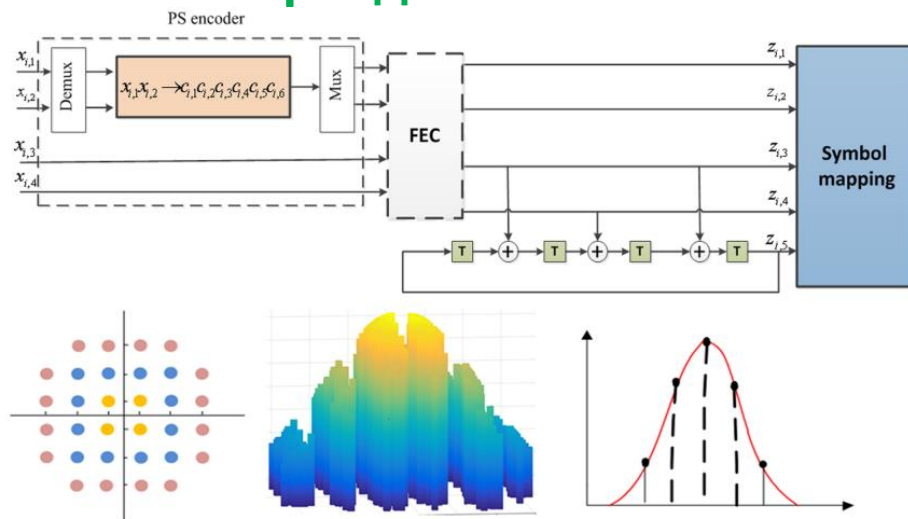 PS encoder
x_{i,1}
x_{i,2}
Demux
x_{i,1}x_{i,2}→c_{i,1}c_{i,2}c_{i,3}c_{i,4}c_{i,5}c_{i,6}
Mux
x_{i,3}
x_{i,4}
FEC
z_{i,1}
z_{i,2}
z_{i,3}
z_{i,4}
z_{i,5}
T + T + T + T
Symbol
mapping